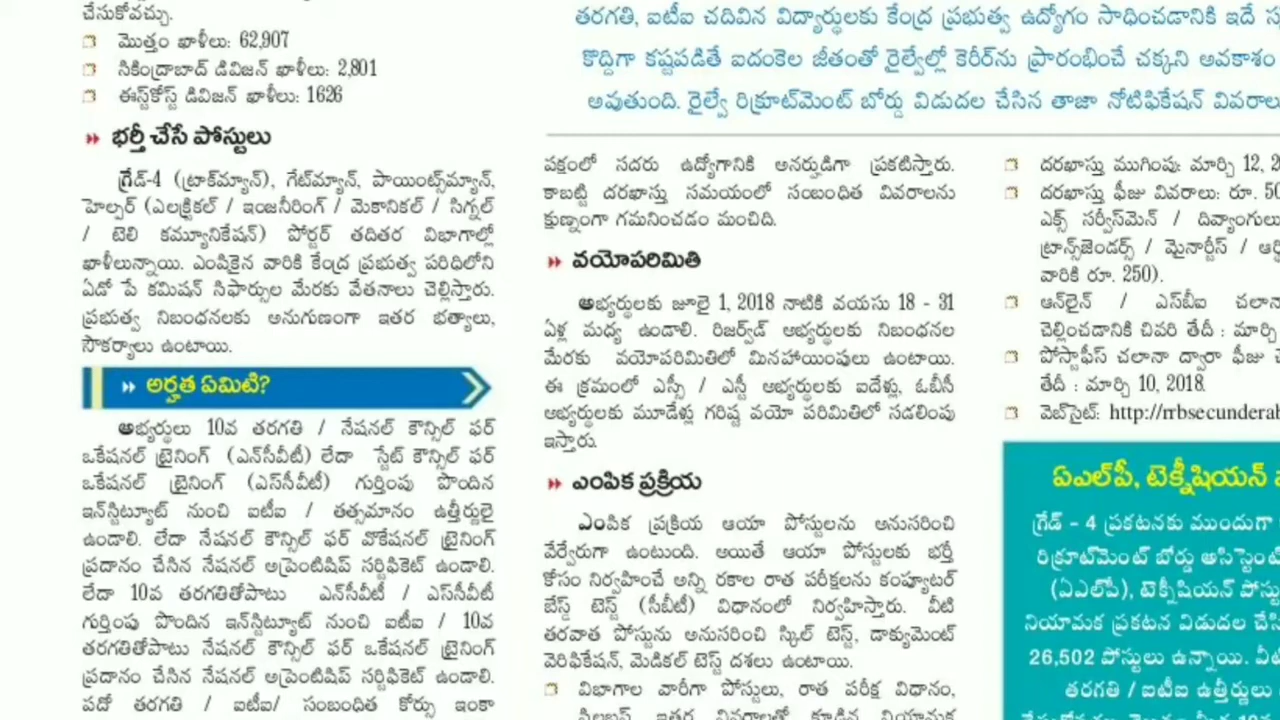 చేసుకోవచ్చు.
మొత్తం ఖాళీలు: 62,907
సికింద్రాబాద్ డివిజన్ ఖాళీలు: 2,801
ఈస్ట్‌కోస్ట్ డివిజన్ ఖాళీలు: 1626
భర్తీ చేసే పోస్టులు
గ్రేడ్-4 (ట్రాక్‌మ్యాన్), గేట్‌మ్యాన్, పాయింట్స్‌మ్యాన్,
హెల్పర్ (ఎలక్ట్రికల్ / ఇంజనీరింగ్ / మెకానికల్ / సిగ్నల్
/ టెలి కమ్యూనికేషన్) పోర్టర్ తదితర విభాగాల్లో
ఖాళీలున్నాయి. ఎంపికైన వారికి కేంద్ర ప్రభుత్వ పరిధిలోని
ఏడో పే కమిషన్ సిఫార్సుల మేరకు వేతనాలు చెల్లిస్తారు.
ప్రభుత్వ నిబంధనలకు అనుగుణంగా ఇతర భత్యాలు,
సౌకర్యాలు ఉంటాయి.
అర్హత ఏమిటి?
అభ్యర్థులు 10వ తరగతి / నేషనల్ కౌన్సిల్ ఫర్
ఒకేషనల్ ట్రైనింగ్ (ఎన్‌సీవీటీ) లేదా స్టేట్ కౌన్సిల్ ఫర్
ఒకేషనల్ ట్రైనింగ్ (ఎస్‌సీవీటీ) గుర్తింపు పొందిన
ఇన్‌స్టిట్యూట్ నుంచి ఐటీఐ / తత్సమానం ఉత్తీర్ణులై
ఉండాలి. లేదా నేషనల్ కౌన్సిల్ ఫర్ వొకేషనల్ ట్రైనింగ్
ప్రదానం చేసిన నేషనల్ అప్రెంటిషిప్ సర్టిఫికెట్ ఉండాలి.
లేదా 10వ తరగతితోపాటు ఎన్‌సీవీటీ / ఎస్‌సీవీటీ
గుర్తింపు పొందిన ఇన్‌స్టిట్యూట్ నుంచి ఐటీఐ / 10వ
తరగతితోపాటు నేషనల్ కౌన్సిల్ ఫర్ ఒకేషనల్ ట్రైనింగ్
ప్రదానం చేసిన నేషనల్ అప్రెంటిషిప్ సర్టిఫికెట్ ఉండాలి.
పదో తరగతి / ఐటీఐ/ సంబంధిత కోర్సు ఇంకా
తరగతి, ఐటీఐ చదివిన విద్యార్థులకు కేంద్ర ప్రభుత్వ ఉద్యోగం సాధించడానికి ఇదే
కొద్దిగా కష్టపడితే ఐదంకెల జీతంతో రైల్వేల్లో కెరీర్‌ను ప్రారంభించే చక్కని అవకాశం
అవుతుంది. రైల్వే రిక్రూట్‌మెంట్ బోర్డు విడుదల చేసిన తాజా నోటిఫికేషన్ వివరాలు
పక్షంలో సదరు ఉద్యోగానికి అనర్హుడిగా ప్రకటిస్తారు.
కాబట్టి దరఖాస్తు సమయంలో సంబంధిత వివరాలను
క్షుణ్నంగా గమనించడం మంచిది.
వయోపరిమితి
అభ్యర్థులకు జూలై 1, 2018 నాటికి వయసు 18 - 31
ఏళ్ల మధ్య ఉండాలి. రిజర్వ్‌డ్ అభ్యర్థులకు నిబంధనల
మేరకు వయోపరిమితిలో మినహాయింపులు ఉంటాయి.
ఈ క్రమంలో ఎస్సీ / ఎస్టీ అభ్యర్థులకు ఐదేళ్లు, ఓబీసీ
అభ్యర్థులకు మూడేళ్లు గరిష్ట వయో పరిమితిలో సడలింపు
ఇస్తారు.
ఎంపిక ప్రక్రియ
ఎంపిక ప్రక్రియ ఆయా పోస్టులను అనుసరించి
వేర్వేరుగా ఉంటుంది. అయితే ఆయా పోస్టులకు భర్తీ
కోసం నిర్వహించే అన్ని రకాల రాత పరీక్షలను కంప్యూటర్
బేస్డ్ టెస్ట్ (సీబీటీ) విధానంలో నిర్వహిస్తారు. వీటి
తరవాత పోస్టును అనుసరించి స్కిల్ టెస్ట్, డాక్యుమెంట్
వెరిఫికేషన్, మెడికల్ టెస్ట్ దశలు ఉంటాయి.
విభాగాల వారీగా పోస్టులు, రాత పరీక్ష విధానం,
సిలబస్, ఇతర వివరాలతో కూడిన నియామక
దరఖాస్తు ముగింపు: మార్చి 12,
దరఖాస్తు ఫీజు వివరాలు: రూ.
ఎక్స్ సర్వీస్‌మెన్ / దివ్యాంగులు
ట్రాన్స్‌జెండర్స్ / మైనార్టీస్ /
వారికి రూ. 250).
ఆన్‌లైన్ / ఎస్‌బీఐ చలానా
చెల్లించడానికి చివరి తేదీ : మార్చి
పోస్టాఫీస్ చలానా ద్వారా ఫీజు
తేదీ : మార్చి 10, 2018.
వెబ్‌సైట్: http://rrbsecunderab
ఏఎల్‌పీ, టెక్నీషియన్
గ్రేడ్ - 4 ప్రకటనకు ముందుగా
రిక్రూట్‌మెంట్ బోర్డు అసిస్టెంట్
(ఏఎల్‌పీ), టెక్నీషియన్ పోస్టు
నియామక ప్రకటన విడుదల చేసి
26,502 పోస్టులు ఉన్నాయి. వీటి
తరగతి / ఐటీఐ ఉత్తీర్ణులు